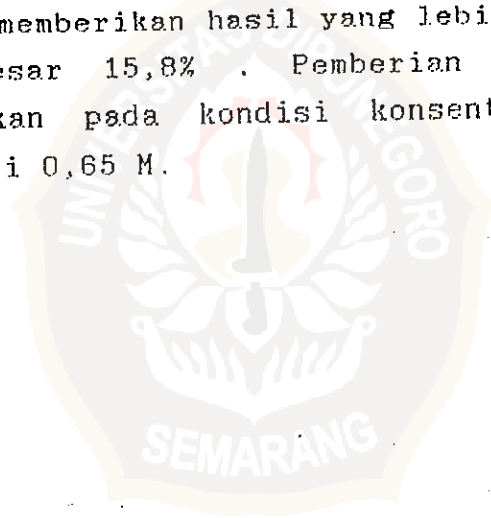 memberikan hasil yang lebi
esar 15,8% . Pemberian
kan pada kondisi konsent
i 0,65 M.
UNIVERSITAS DIPONEGORO
SEMARANG